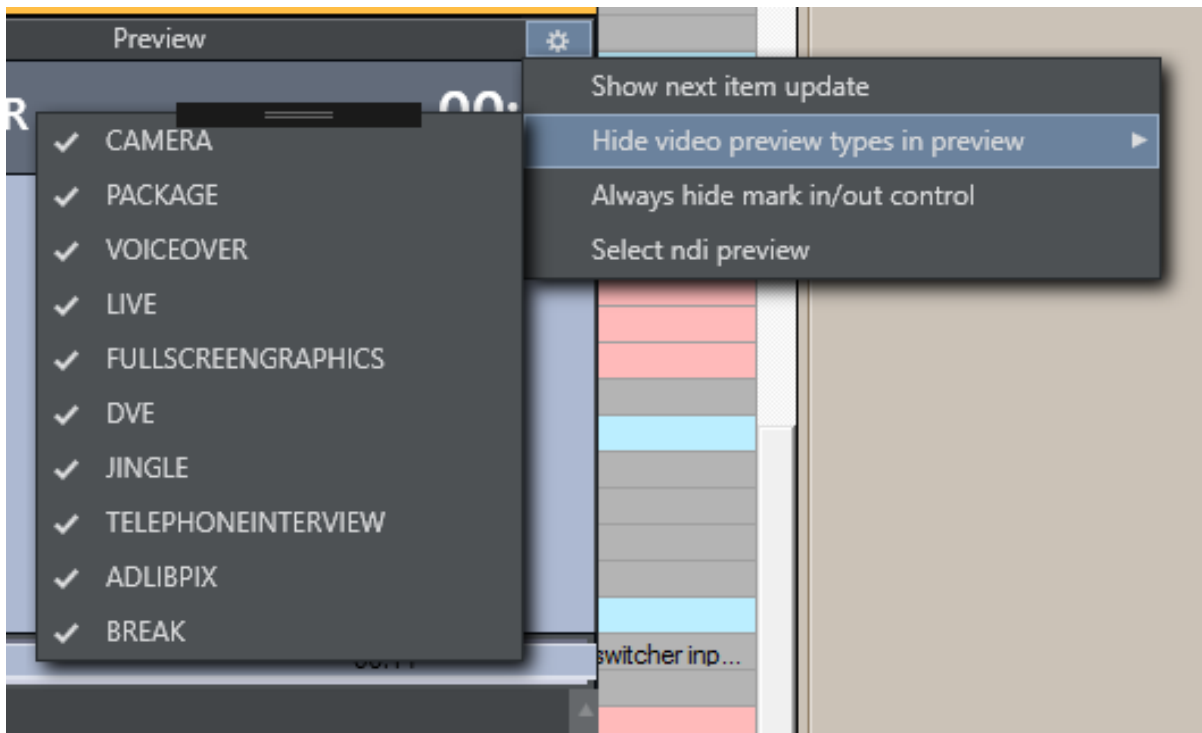 Preview
Show next item update
R
00:
CAMERA
Hide video preview types in preview
PACKAGE
Always hide mark in/out control
VOICEOVER
Select ndi preview
LIVE
FULLSCREENGRAPHICS
DVE
JINGLE
TELEPHONEINTERVIEW
ADLIBPIX
BREAK
switcher inp...